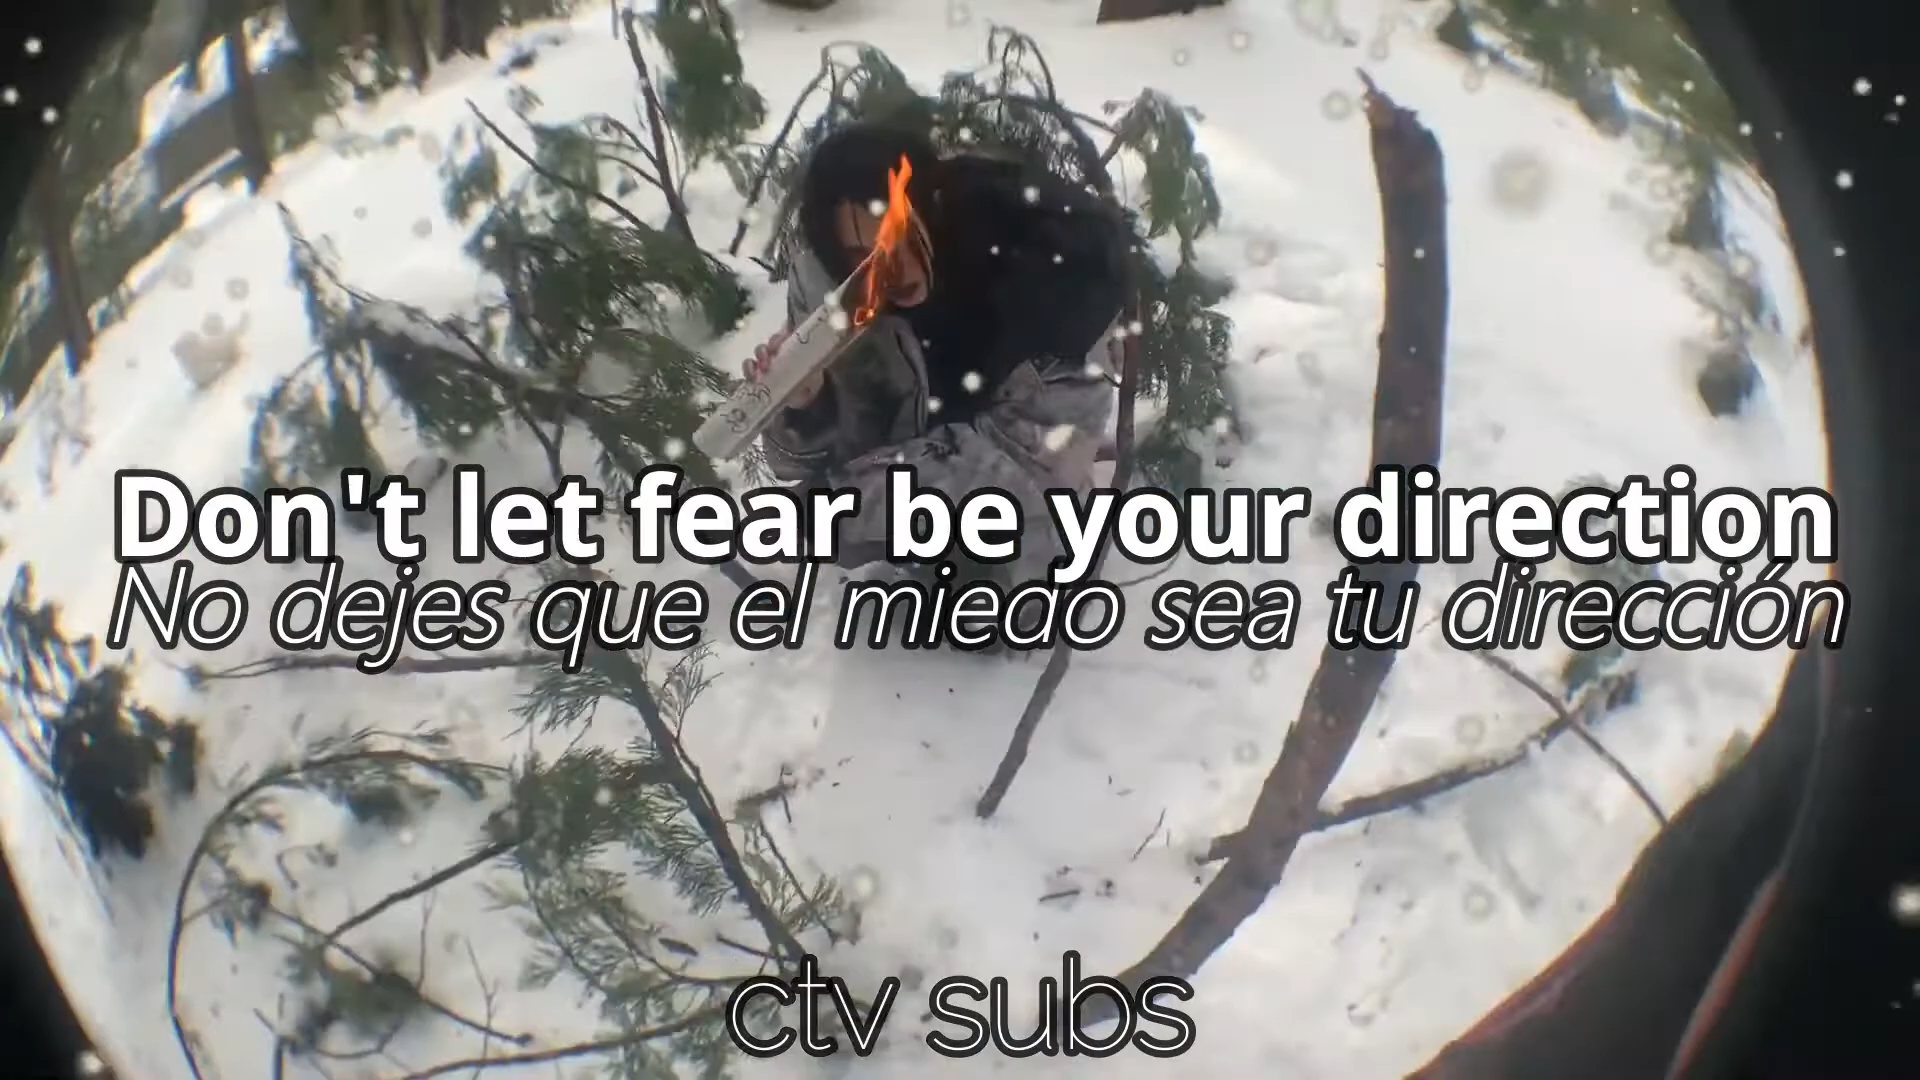 Don't let fear be your direction
No dejes que el miedo sea tu dirección
ctv subs